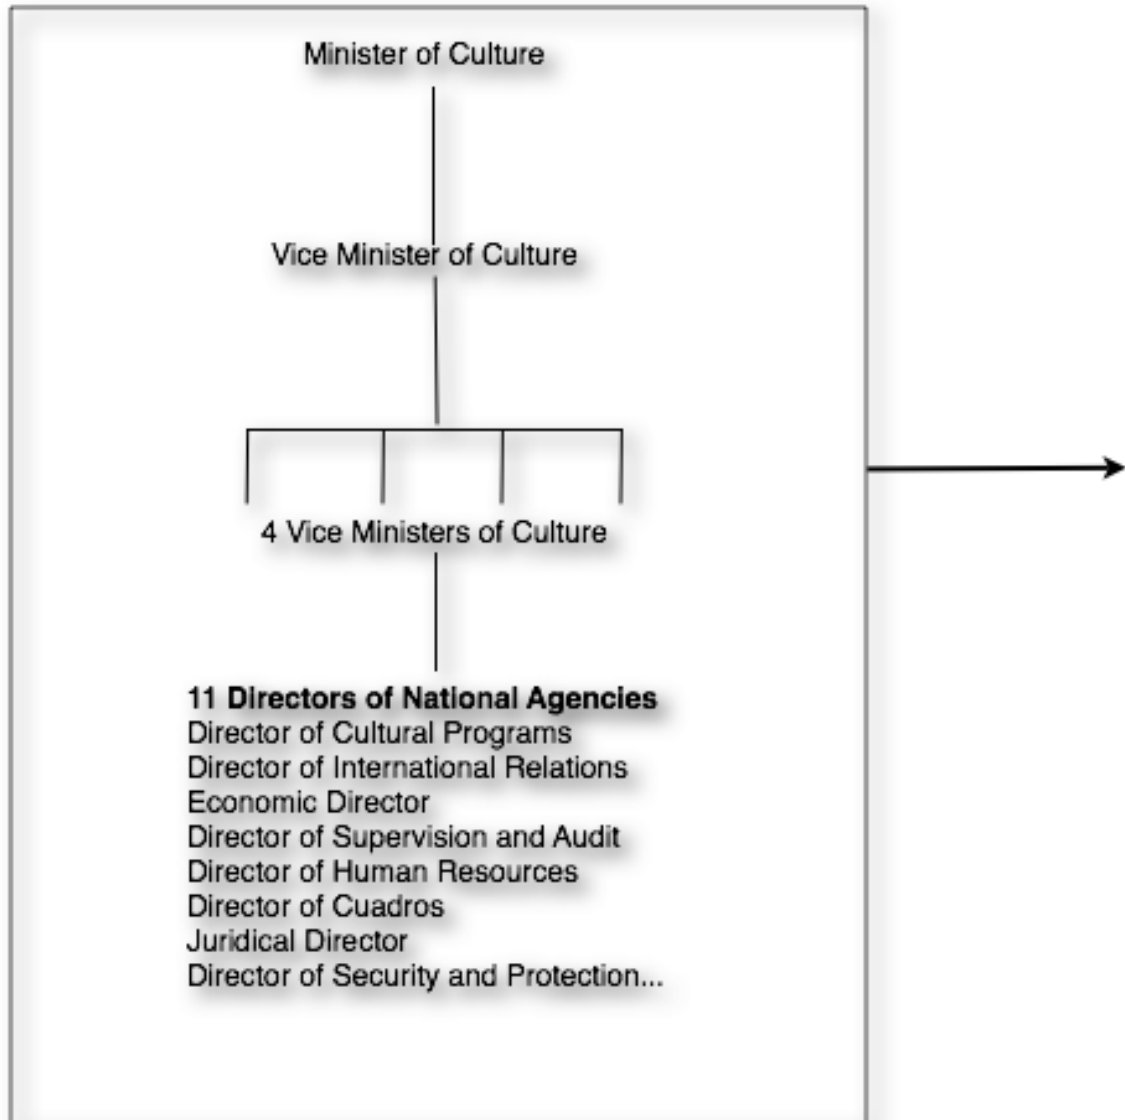 Minister of Culture
Vice Minister of Culture
4 Vice Ministers of Culture
11 Directors of National Agencies
Director of Cultural Programs
Director of International Relations
Economic Director
Director of Supervision and Audit
Director of Human Resources
Director of Cuadros
Juridical Director
Director of Security and Protection...